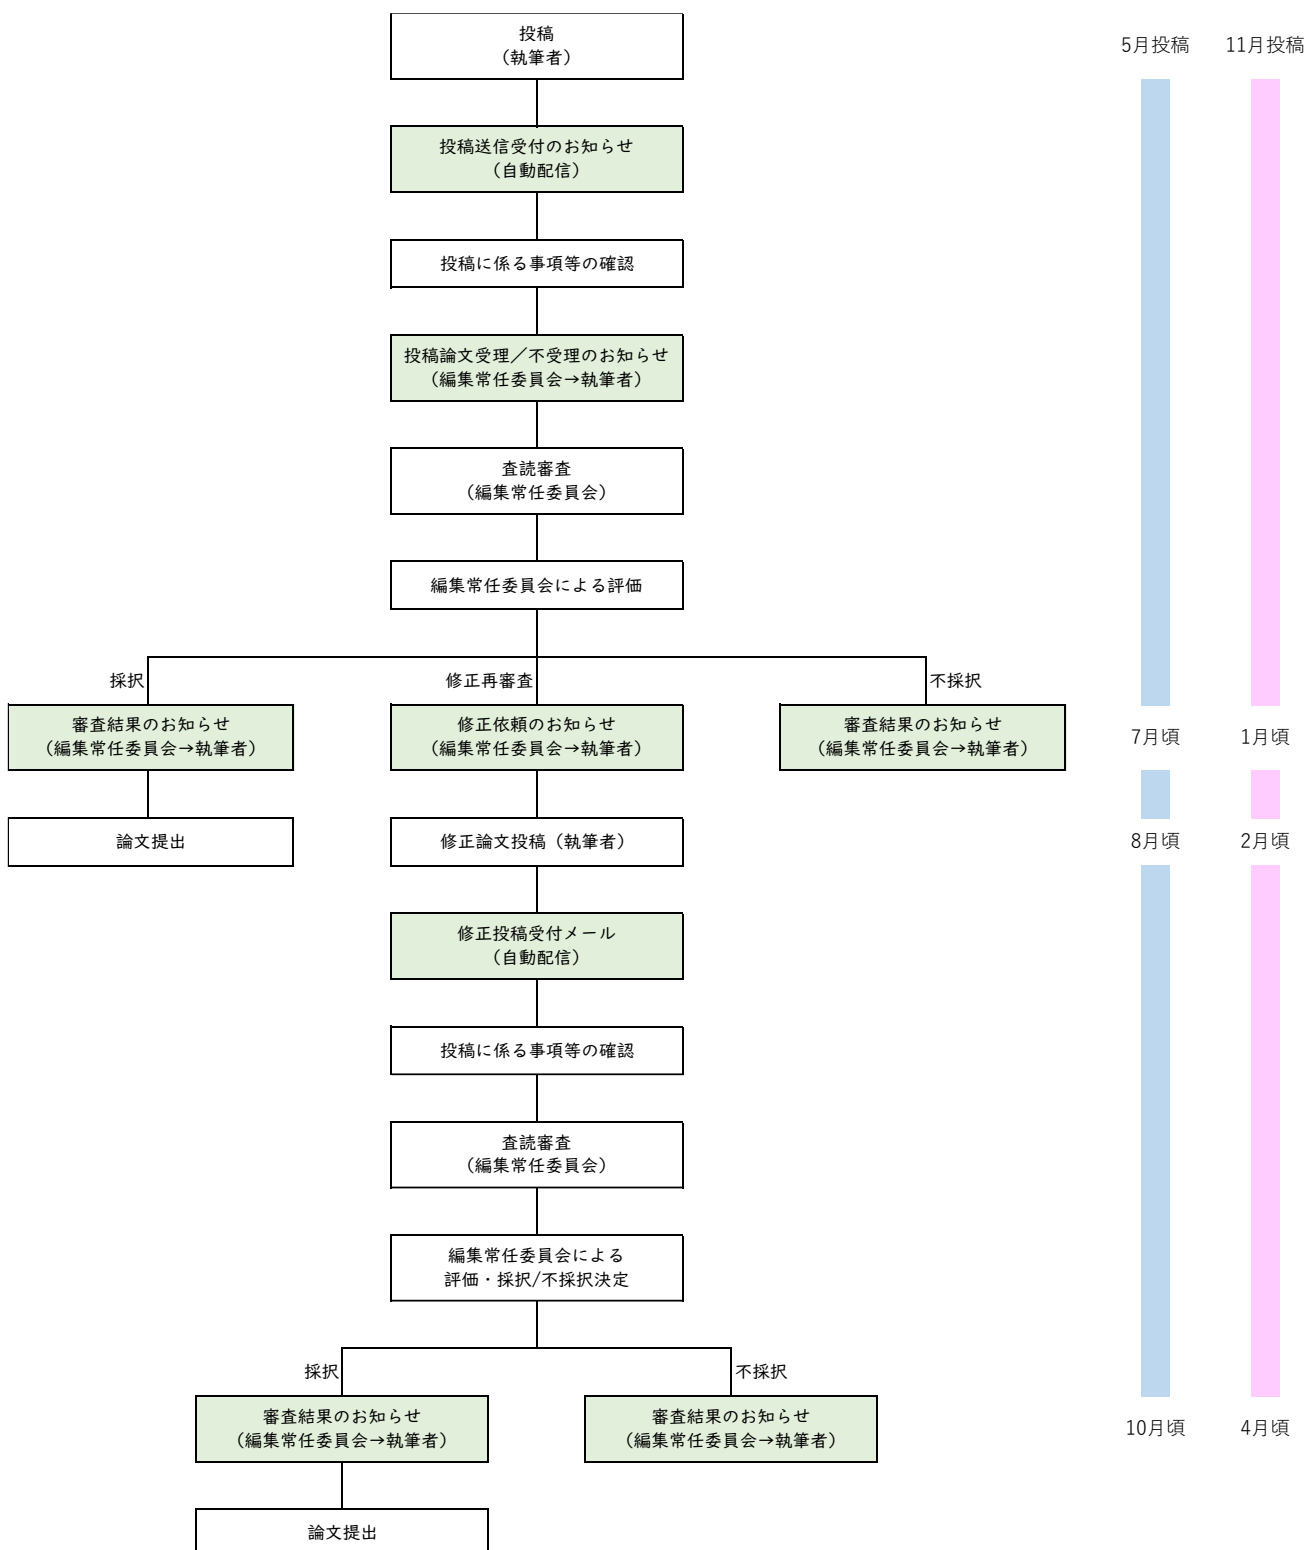 投稿
（執筆者）
5月投稿
11月投稿
投稿送信受付のお知らせ
（自動配信）
投稿に係る事項等の確認
投稿論文受理／不受理のお知らせ
（編集常任委員会→執筆者）
査読審査
（編集常任委員会）
編集常任委員会による評価
採択
修正再審査
不採択
審査結果のお知らせ
（編集常任委員会→執筆者）
修正依頼のお知らせ
（編集常任委員会→執筆者）
審査結果のお知らせ
（編集常任委員会→執筆者）
7月頃
1月頃
論文提出
修正論文投稿（執筆者）
8月頃
2月頃
修正投稿受付メール
（自動配信）
投稿に係る事項等の確認
査読審査
（編集常任委員会）
編集常任委員会による
評価・採択/不採択決定
採択
不採択
審査結果のお知らせ
（編集常任委員会→執筆者）
審査結果のお知らせ
（編集常任委員会→執筆者）
10月頃
4月頃
論文提出